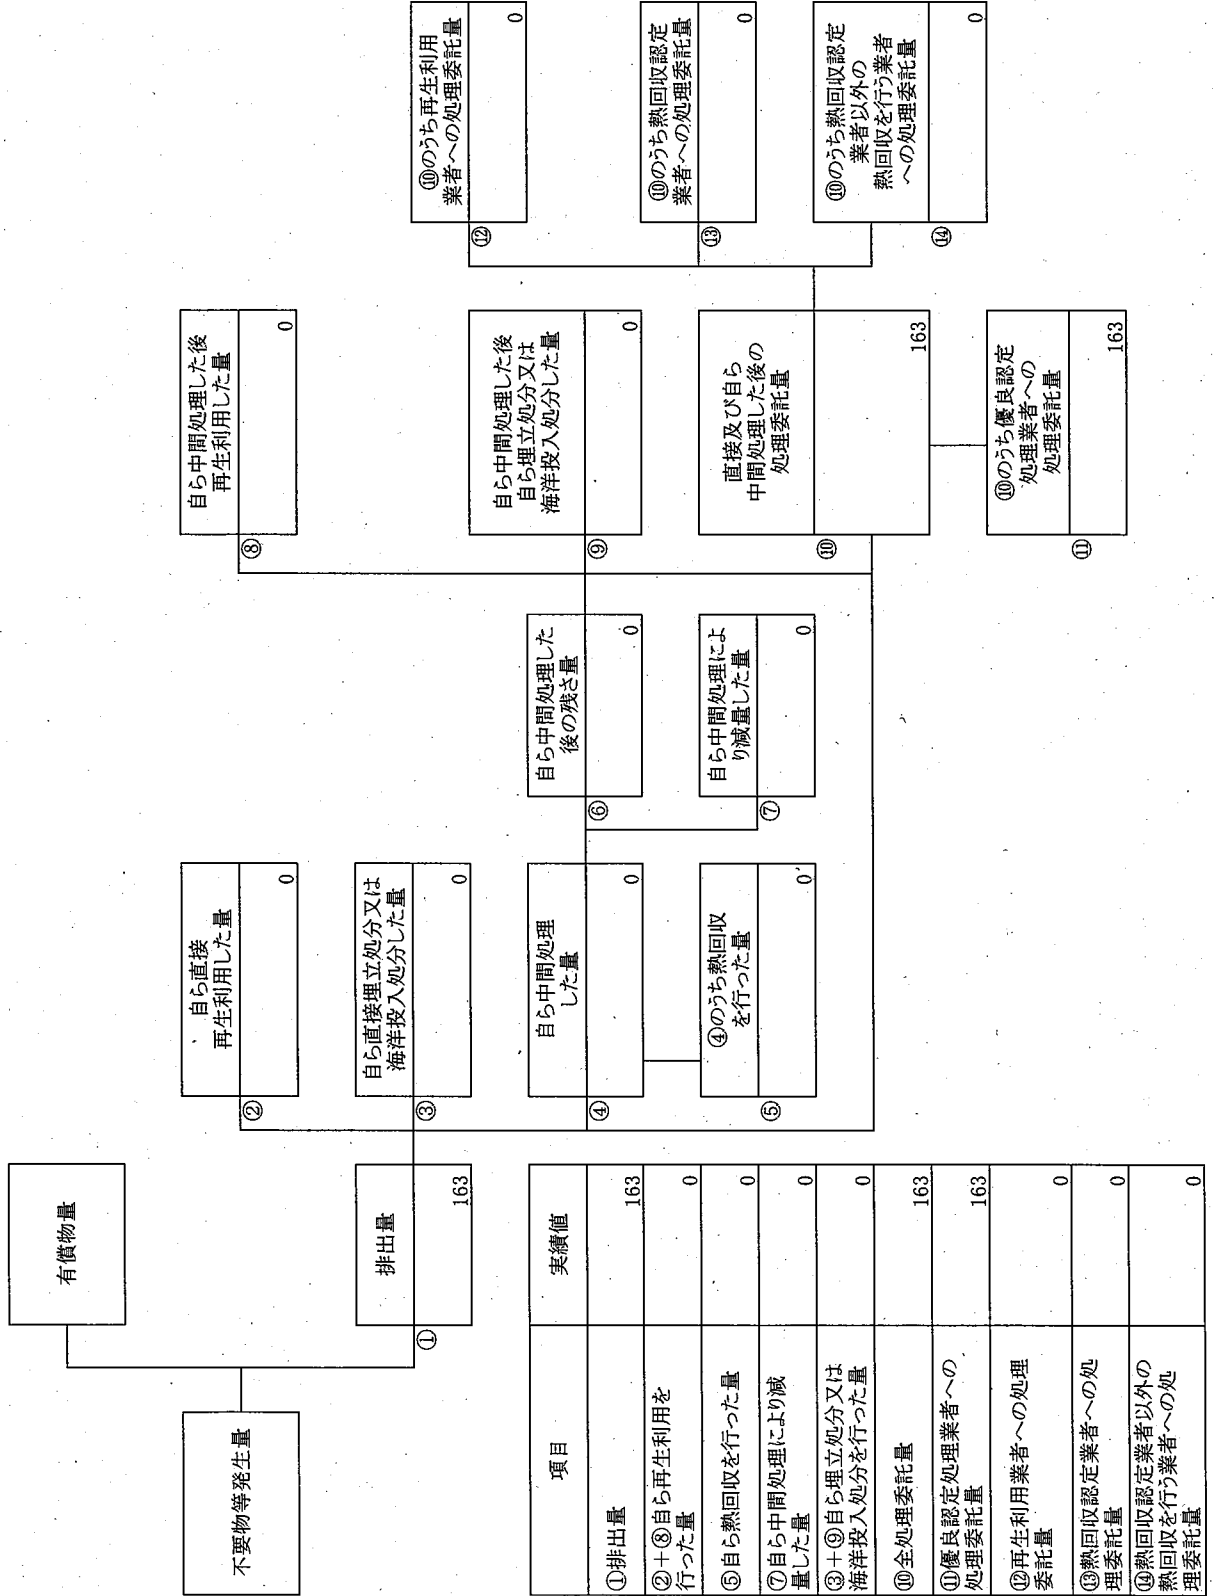 有償物量
不要物等発生量
①
排出量
163
②
自ら直接
再生利用した量
0
③
自ら直接埋立処分又は
海洋投入処分した量
0
④
自ら中間処理
した量
0
⑤
④のうち熱回収
を行った量
0
⑥
自ら中間処理した
後の残さ量
0
⑦
自ら中間処理によ
り減量した量
0
⑧
自ら中間処理した後
再生利用した量
0
⑨
自ら中間処理した後
自ら埋立処分又は
海洋投入処分した量
0
⑩
直接及び自ら
中間処理した後の
処理委託量
163
⑪
⑩のうち優良認定
処理業者への
処理委託量
163
⑫
⑩のうち再生利用
業者への処理委託量
0
⑬
⑩のうち熱回収認定
業者への処理委託量
0
⑭
⑩のうち熱回収認定
業者以外の
熱回収を行う業者
への処理委託量
0
項目 実績値
①排出量 163
②+⑧自ら再生利用を
行った量 0
⑤自ら熱回収を行った量 0
⑦自ら中間処理により減
量した量 0
③+⑨自ら埋立処分又は
海洋投入処分を行った量 0
⑩全処理委託量 163
⑪優良認定処理業者への
処理委託量 163
⑫再生利用業者への処理
委託量 0
⑬熱回収認定業者への処
理委託量 0
⑭熱回収認定業者以外の
熱回収を行う業者への処
理委託量 0